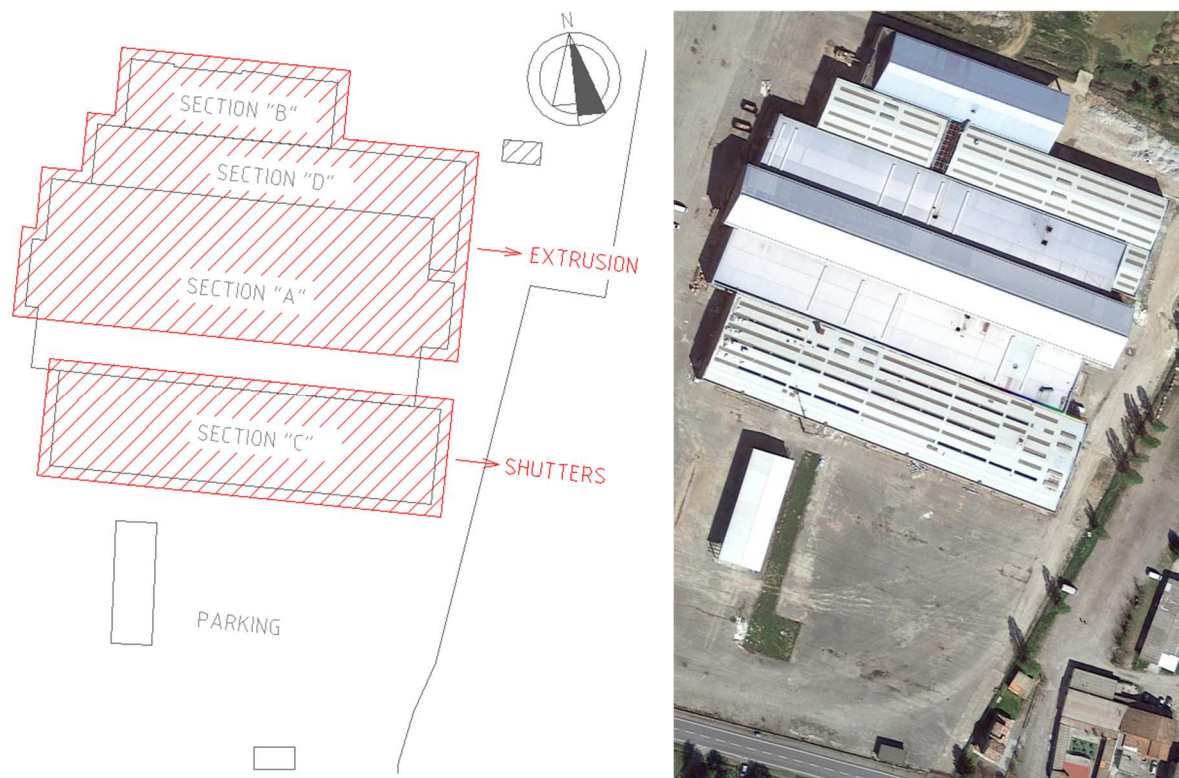 N
SECTION "B"
SECTION "D"
EXTRUSION
SECTION "A"
SECTION "C"
SHUTTERS
PARKING